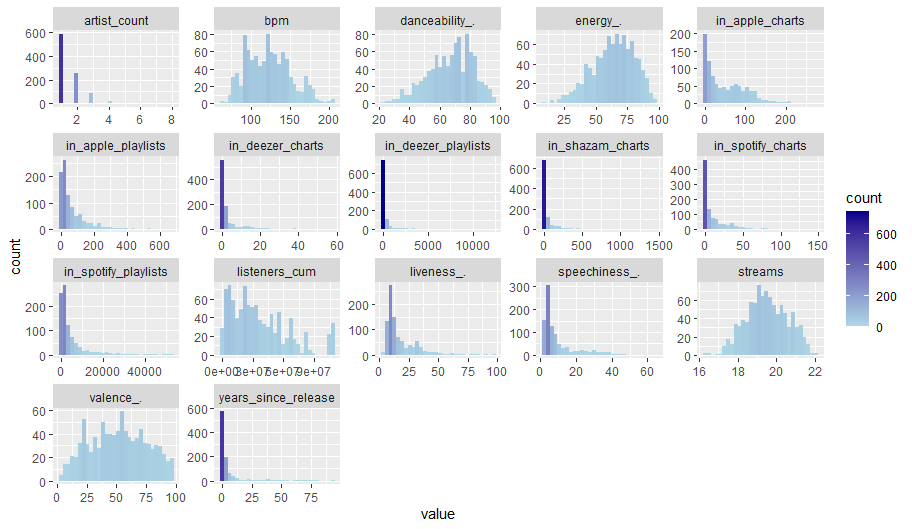 artist_count bpm danceability_. energy_. in_apple_charts
600 400 200 0
2 4 6 8
80 60 40 20 0
100 150 200
80 60 40 20 0
20 40 60 80 100
60 40 20 0
25 50 75 100
200 150 100 50 0
0 100 200
in_apple_playlists in_deezer_charts in_deezer_playlists in_shazam_charts in_spotify_charts
200 100 0
0 200 400 600
400 200 0
0 20 40 60
600 400 200 0
0 5000 10000
600 400 200 0
0 500 1000 1500
400 300 200 100 0
0 50 100 150
in_spotify_playlists listeners_cum liveness_. speechiness_. streams
200 100 0
0 20000 40000
60 40 20 0
0e+00 3e+07 6e+07 9e+07
200 100 0
0 25 50 75 100
300 200 100 0
0 20 40 60
60 40 20 0
16 18 20 22
valence_. years_since_release
60 40 20 0
0 25 50 75 100
600 400 200 0
0 25 50 75
count
value
count
600
400
200
0